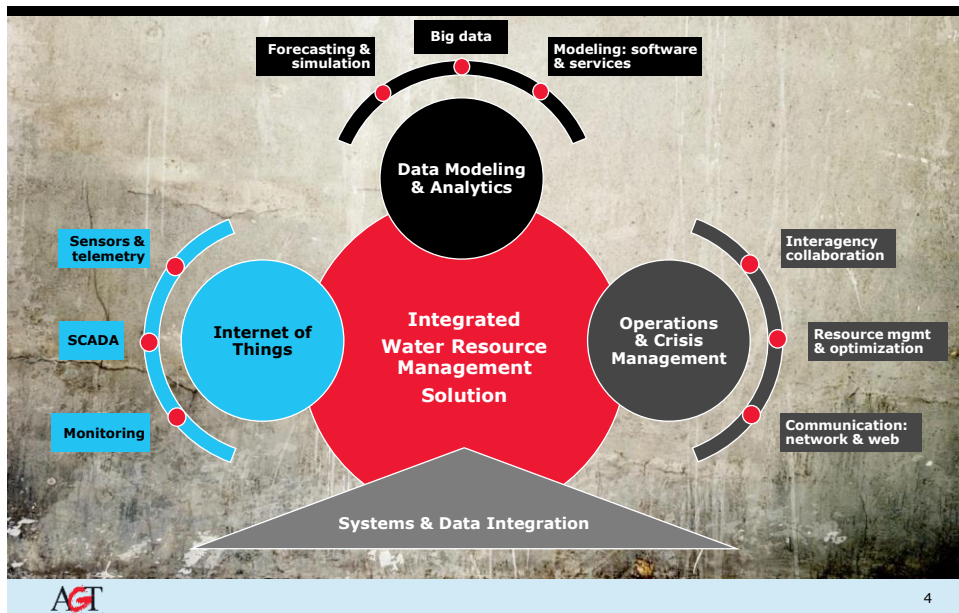 Big data
Forecasting &
simulation
Modeling: software
& services
Data Modeling
& Analytics
Sensors &
telemetry
SCADA
Monitoring
Internet of
Things
Integrated
Water Resource
Management
Solution
Operations
& Crisis
Management
Interagency
collaboration
Resource mgmt
& optimization
Communication:
network & web
Systems & Data Integration
AGT
4